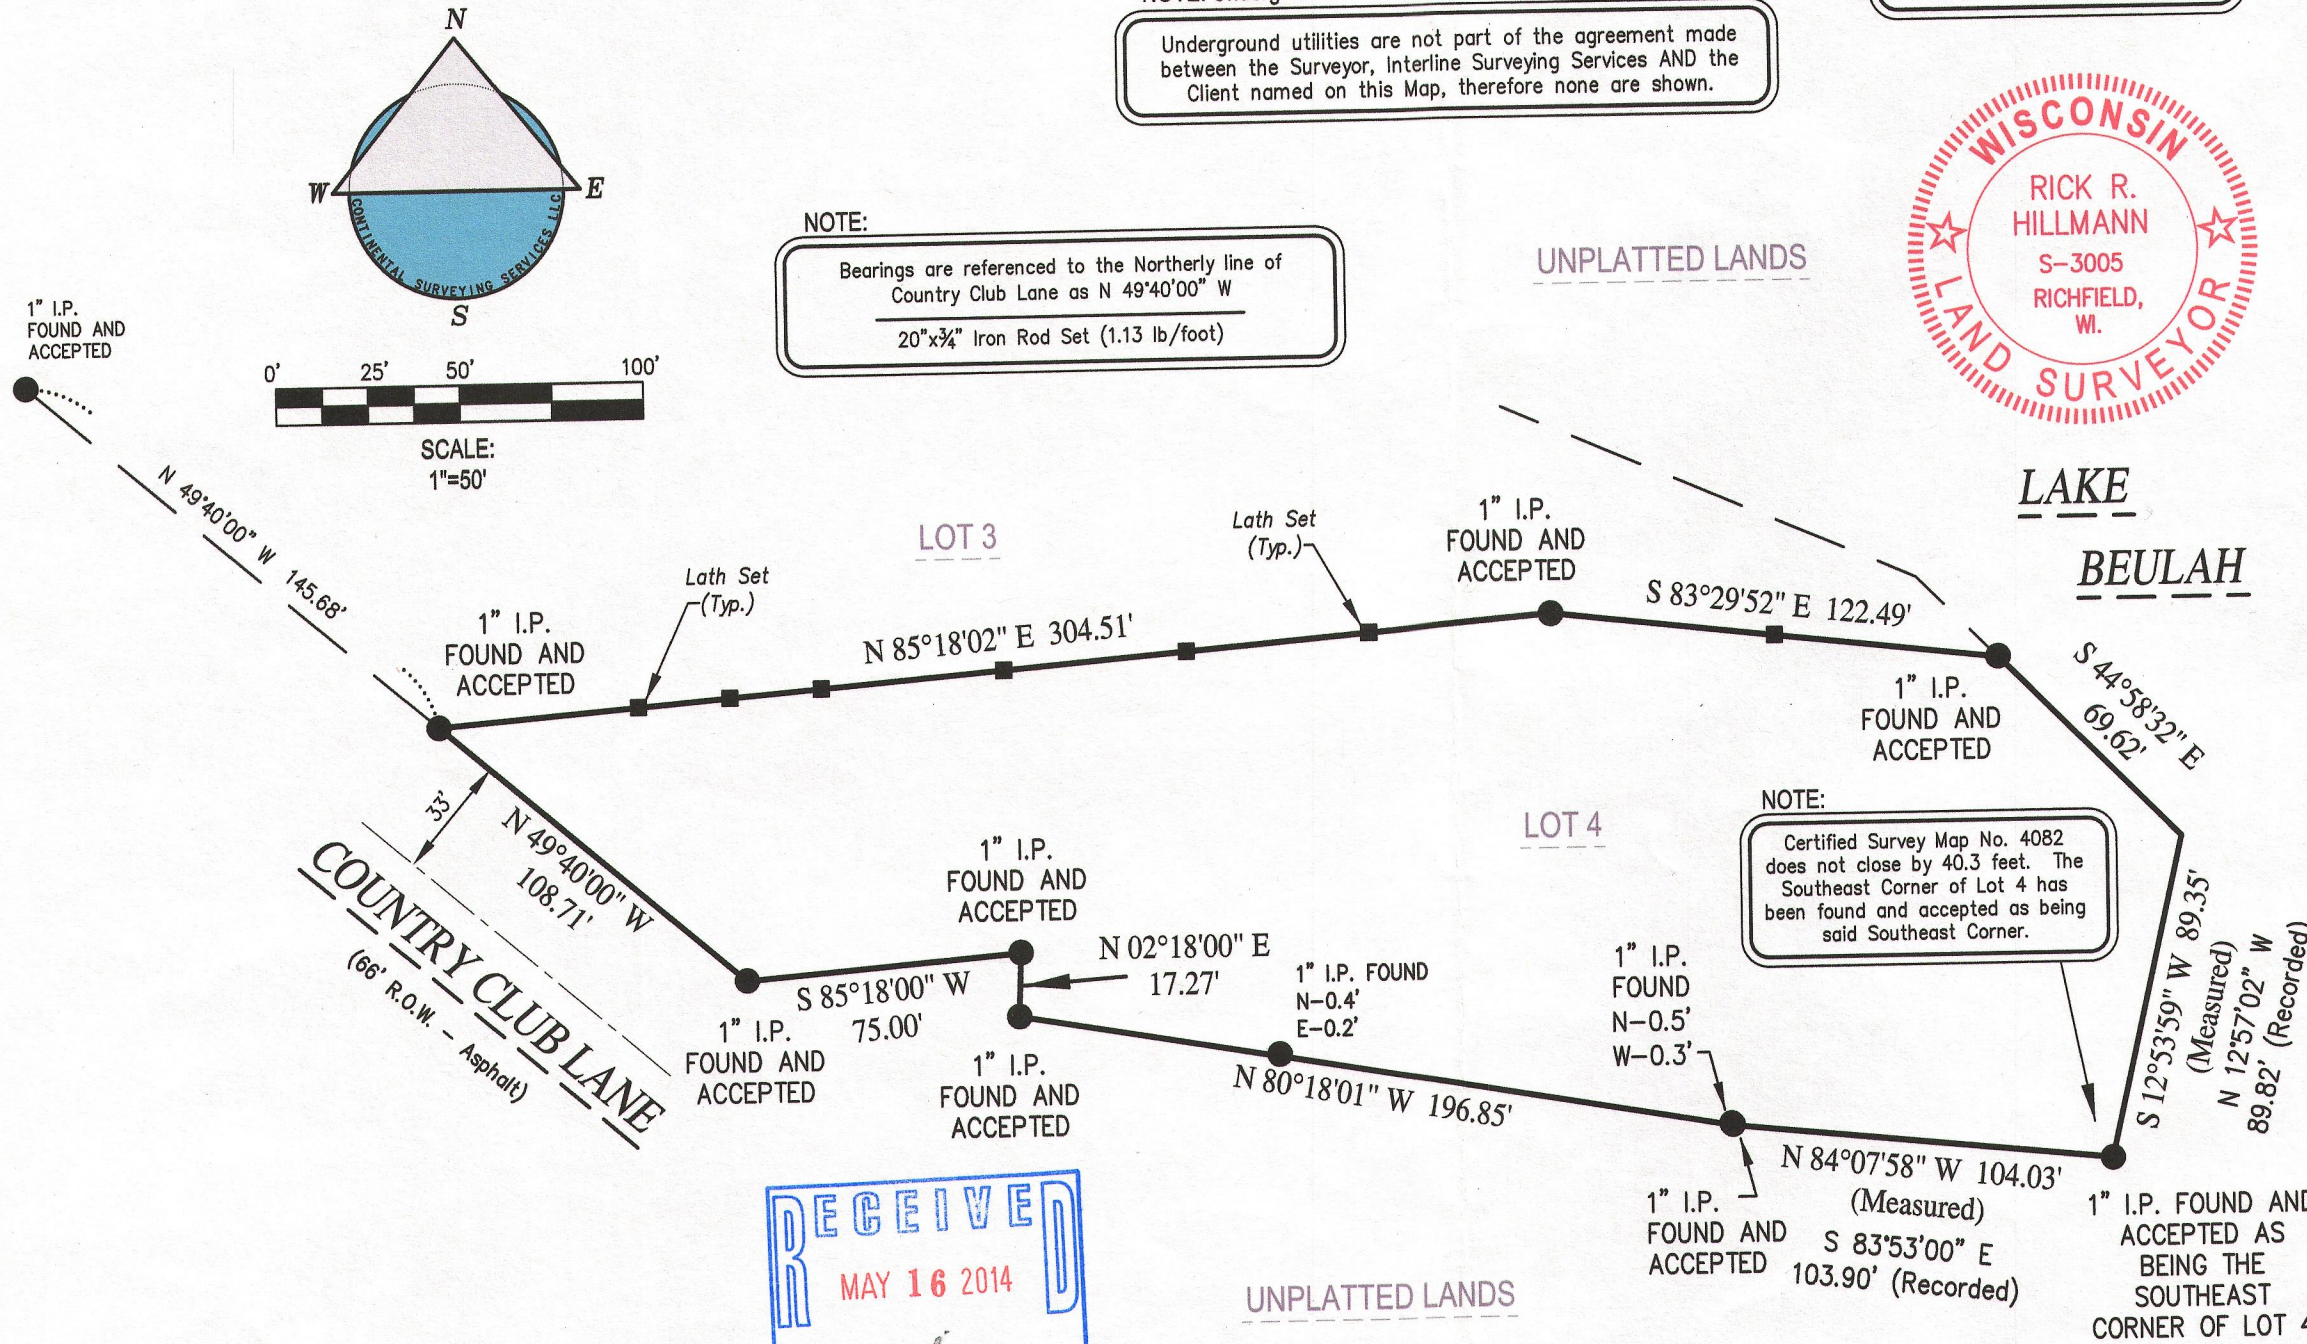 N
W
E
S
CONTINENTAL SURVEYING SERVICES LLC
Underground utilities are not part of the agreement made
between the Surveyor, Interline Surveying Services AND the
Client named on this Map, therefore none are shown.
WISCONSIN
RICK R.
HILLMANN
S-3005
RICHFIELD,
WI.
LAND SURVEYOR
NOTE:
Bearings are referenced to the Northerly line of
Country Club Lane as N 49°40'00" W
20"x¾" Iron Rod Set (1.13 lb/foot)
UNPLATTED LANDS
1" I.P.
FOUND AND
ACCEPTED
0' 25' 50' 100'
SCALE:
1"=50'
N 49°40'00" W 145.68'
LAKE
BEULAH
LOT 3
Lath Set
(Typ.)
Lath Set
(Typ.)
1" I.P.
FOUND AND
ACCEPTED
1" I.P.
FOUND AND
ACCEPTED
N 85°18'02" E 304.51'
S 83°29'52" E 122.49'
1" I.P.
FOUND AND
ACCEPTED
S 44°58'32" E
69.62'
33'
N 49°40'00" W
108.71'
COUNTRY CLUB LANE
(66' R.O.W. - Asphalt)
LOT 4
NOTE:
Certified Survey Map No. 4082
does not close by 40.3 feet. The
Southeast Corner of Lot 4 has
been found and accepted as being
said Southeast Corner.
1" I.P.
FOUND AND
ACCEPTED
N 02°18'00" E
17.27'
S 85°18'00" W
75.00'
1" I.P.
FOUND AND
ACCEPTED
1" I.P.
FOUND AND
ACCEPTED
1" I.P. FOUND
N-0.4'
E-0.2'
1" I.P.
FOUND
N-0.5'
W-0.3'
N 80°18'01" W 196.85'
S 12°53'59" W 89.35'
(Measured)
N 12°57'02" W
89.82' (Recorded)
N 84°07'58" W 104.03'
(Measured)
S 83°53'00" E
103.90' (Recorded)
1" I.P.
FOUND AND
ACCEPTED
1" I.P. FOUND AND
ACCEPTED AS
BEING THE
SOUTHEAST
CORNER OF LOT 4
RECEIVED
MAY 16 2014
UNPLATTED LANDS